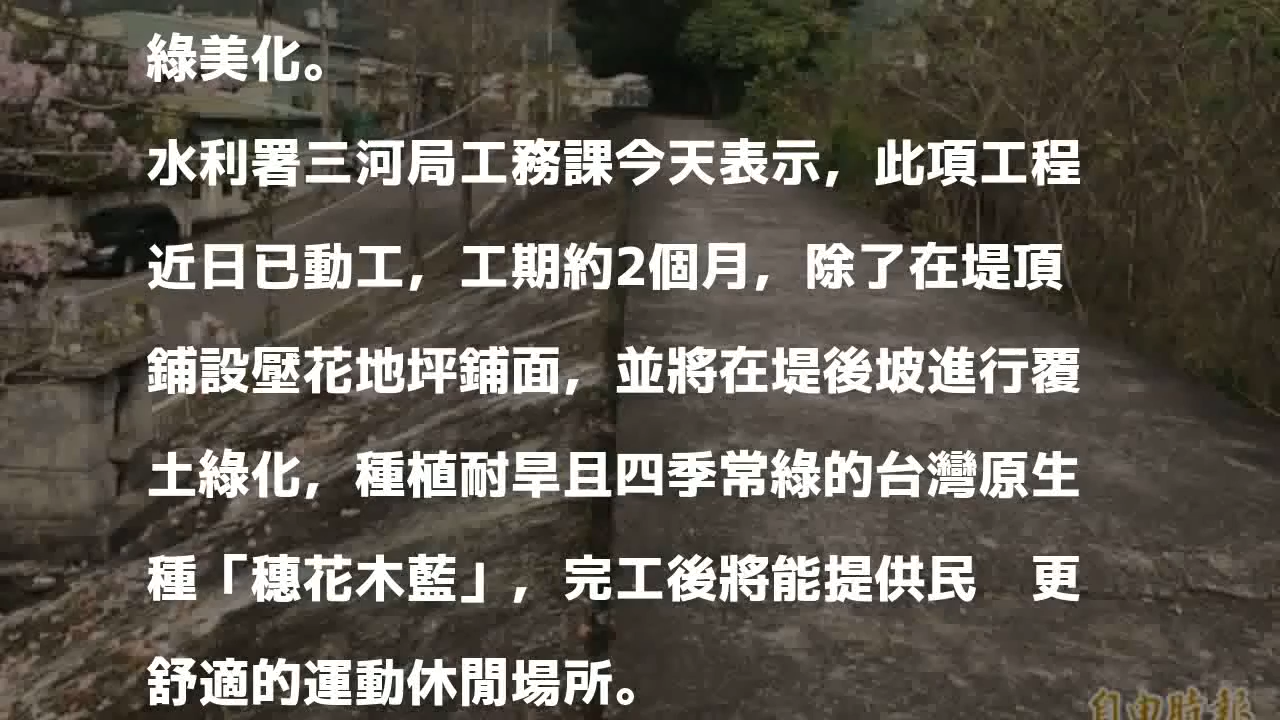 綠美化。
水利署三河局工務課今天表示，此項工程
近日已動工，工期約2個月，除了在堤頂
鋪設壓花地坪鋪面，並將在堤後坡進行覆
土綠化，種植耐旱且四季常綠的台灣原生
種「穗花木藍」，完工後將能提供民　更
舒適的運動休閒場所。
自由時報